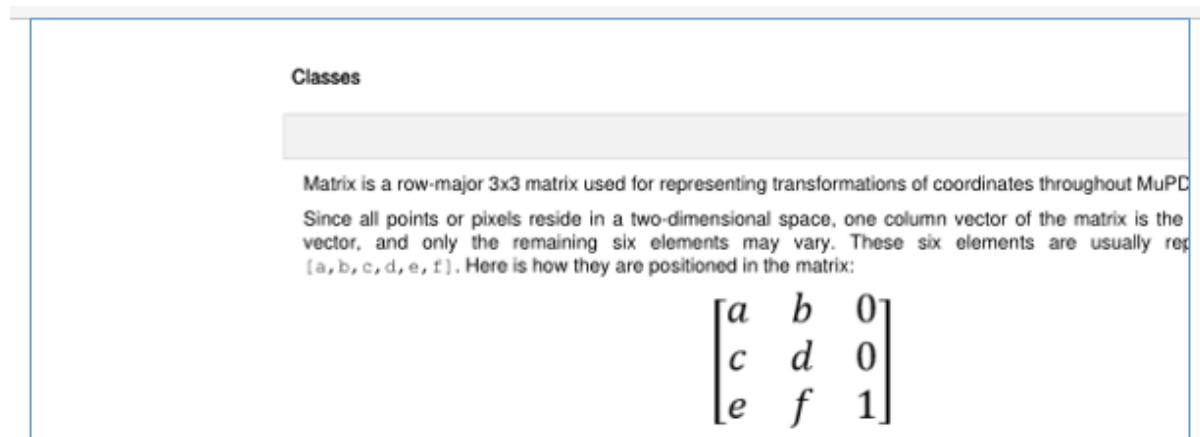 Classes
Matrix is a row-major 3x3 matrix used for representing transformations of coordinates throughout
Since all points or pixels reside in a two-dimensional space, one column vector of the matrix is the
vector, and only the remaining six elements may vary. These six elements are usually
[a,b,c,d,e,f]. Here is how they are positioned in the matrix:
a b 0
c d 0
e f 1